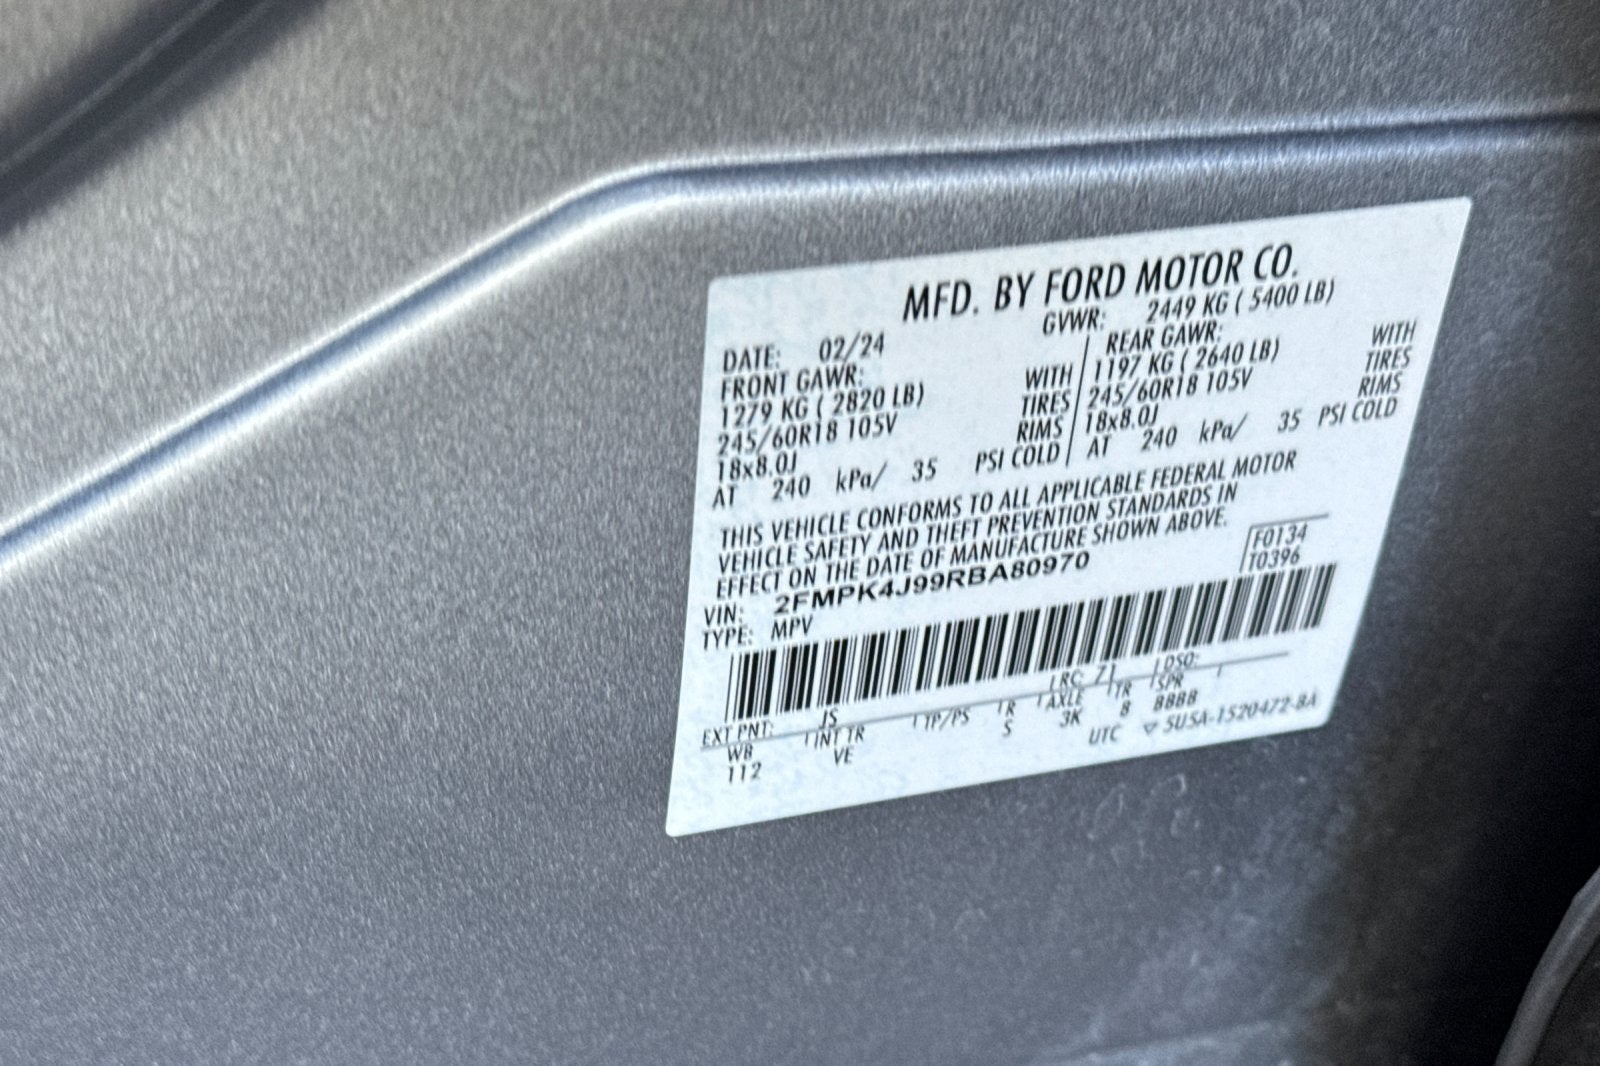 MFD. BY FORD MOTOR CO.
DATE: 02/24 GVWR: 2449 KG ( 5400 LB)
FRONT GAWR: REAR GAWR:
1279 KG ( 2820 LB) WITH 1197 KG ( 2640 LB) WITH
245/60R18 105V TIRES 245/60R18 105V TIRES
18x8.0J RIMS 18x8.0J RIMS
AT 240 kPa/ 35 PSI COLD AT 240 kPa/ 35 PSI COLD
THIS VEHICLE CONFORMS TO ALL APPLICABLE FEDERAL MOTOR
VEHICLE SAFETY AND THEFT PREVENTION STANDARDS IN
EFFECT ON THE DATE OF MANUFACTURE SHOWN ABOVE.
VIN: 2FMPK4J99RBA80970 F0134
TYPE: MPV T0396
EXT PNT: JS RC: 71 DSO:
WB INT TR TP/PS R AXLE TR SPR
112 VE S 3K 8 8888
UTC ▽ 5U5A-1520472-BA